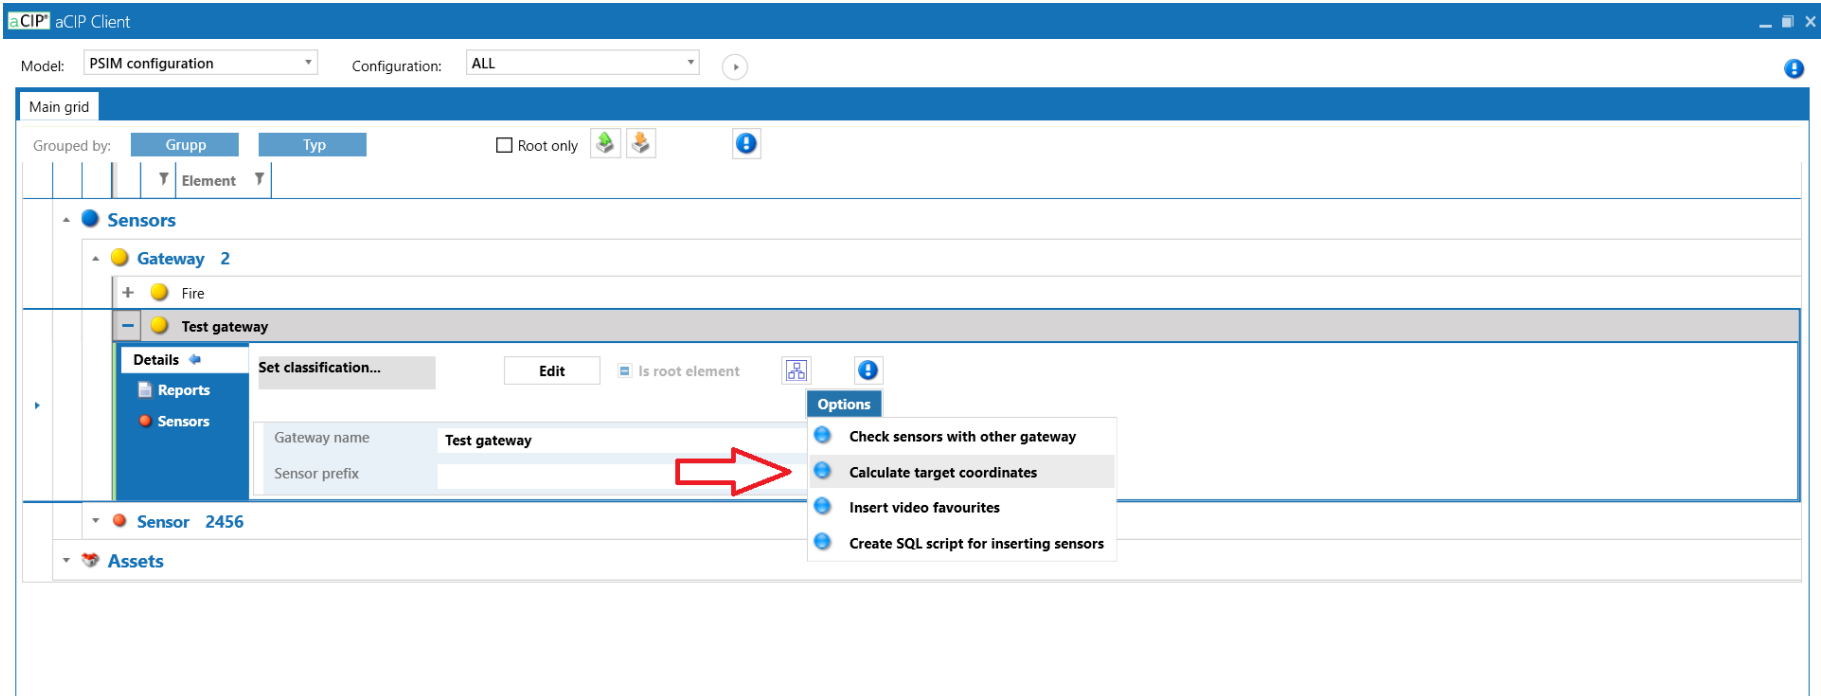 aCIP® aCIP Client
Model: PSIM configuration Configuration: ALL
Main grid
Grouped by: Grupp Typ Root only
Element
Sensors
Gateway 2
Fire
Test gateway
Details
Set classification... Edit Is root element
Reports
Options
Sensors
Gateway name Test gateway
Check sensors with other gateway
Sensor prefix
Calculate target coordinates
Insert video favourites
Sensor 2456
Create SQL script for inserting sensors
Assets